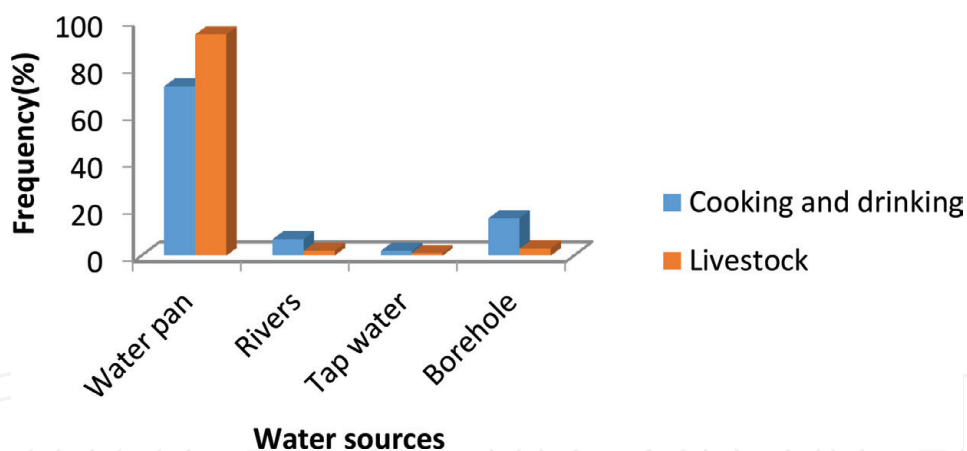 Frequency(%)
100
80
60
40
20
0
Water pan
Rivers
Tap water
Borehole
Water sources
Cooking and drinking
Livestock